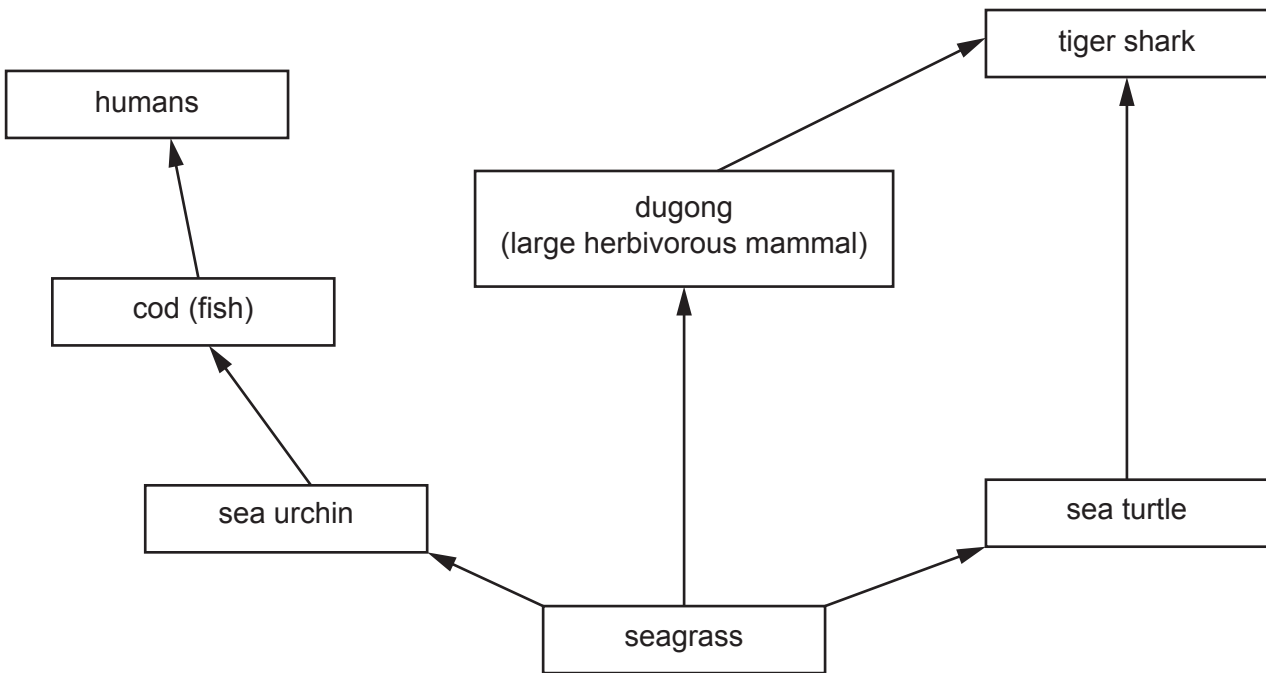 tiger shark
humans
dugong
(large herbivorous mammal)
cod (fish)
sea urchin
sea turtle
seagrass